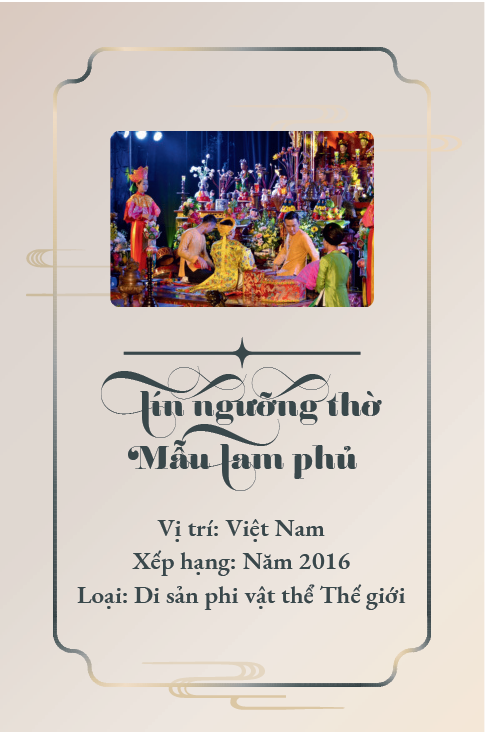 Tín ngưỡng thờ
Mẫu Tam phủ
Vị trí: Việt Nam
Xếp hạng: Năm 2016
Loại: Di sản phi vật thể Thế giới